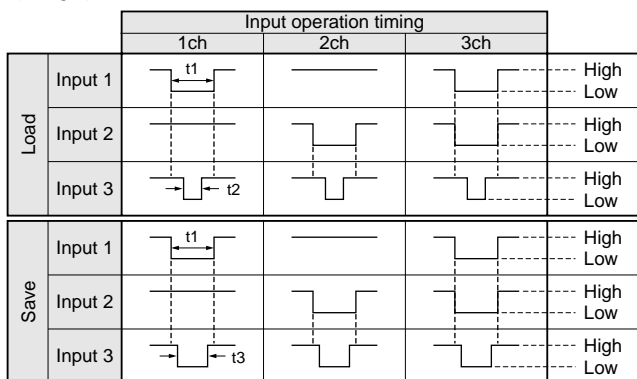 Input operation timing
1ch 2ch 3ch
Load
Input 1 t1 High
Low
Input 2 High
Low
Input 3 t2 High
Low
Save
Input 1 t1 High
Low
Input 2 High
Low
Input 3 t3 High
Low